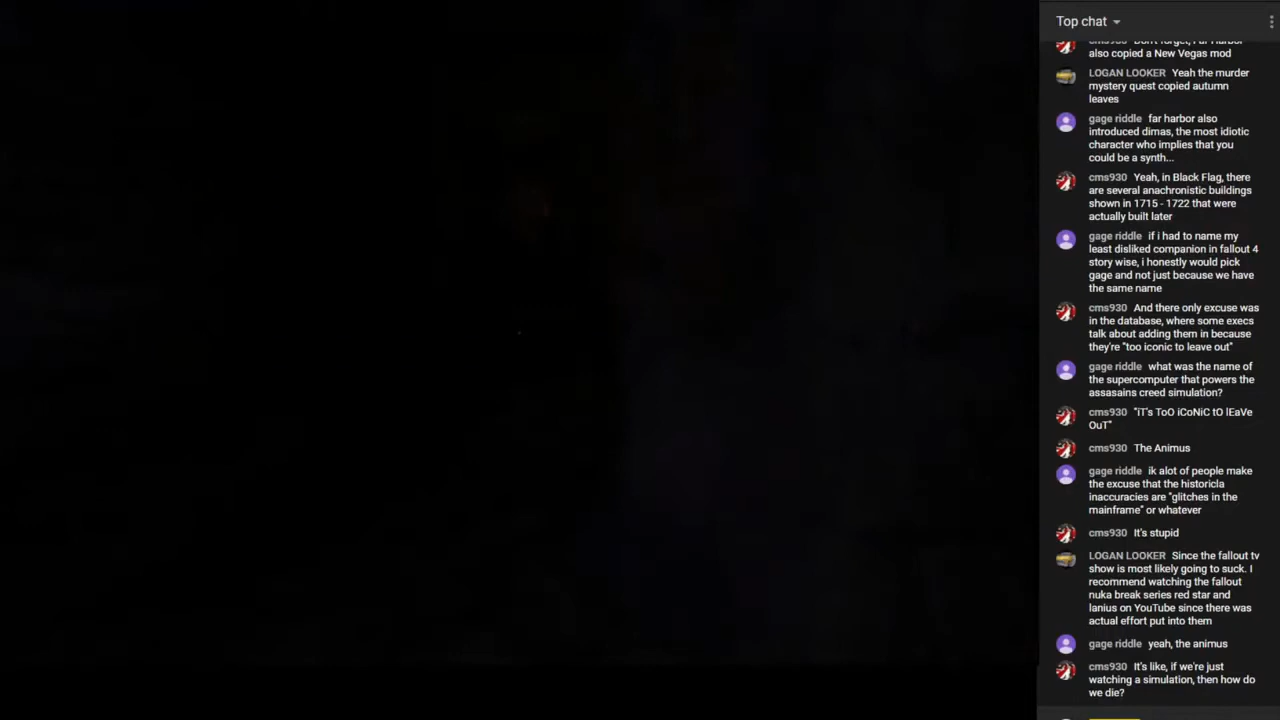 Top chat
cms930 Don't forget, Far Harbor
also copied a New Vegas mod
LOGAN LOOKER Yeah the murder
mystery quest copied autumn
leaves
gage riddle far harbor also
introduced dimas, the most idiotic
character who implies that you
could be a synth...
cms930 Yeah, in Black Flag, there
are several anachronistic buildings
shown in 1715 - 1722 that were
actually built later
gage riddle if i had to name my
least disliked companion in fallout 4
story wise, i honestly would pick
gage and not just because we have
the same name
cms930 And there only excuse was
in the database, where some execs
talk about adding them in because
they're "too iconic to leave out"
gage riddle what was the name of
the supercomputer that powers the
assasains creed simulation?
cms930 "iT's ToO iCoNiC tO lEaVe
OuT"
cms930 The Animus
gage riddle ik alot of people make
the excuse that the historicla
inaccuracies are "glitches in the
mainframe" or whatever
cms930 It's stupid
LOGAN LOOKER Since the fallout tv
show is most likely going to suck. I
recommend watching the fallout
nuka break series red star and
lanius on YouTube since there was
actual effort put into them
gage riddle yeah, the animus
cms930 It's like, if we're just
watching a simulation, then how do
we die?